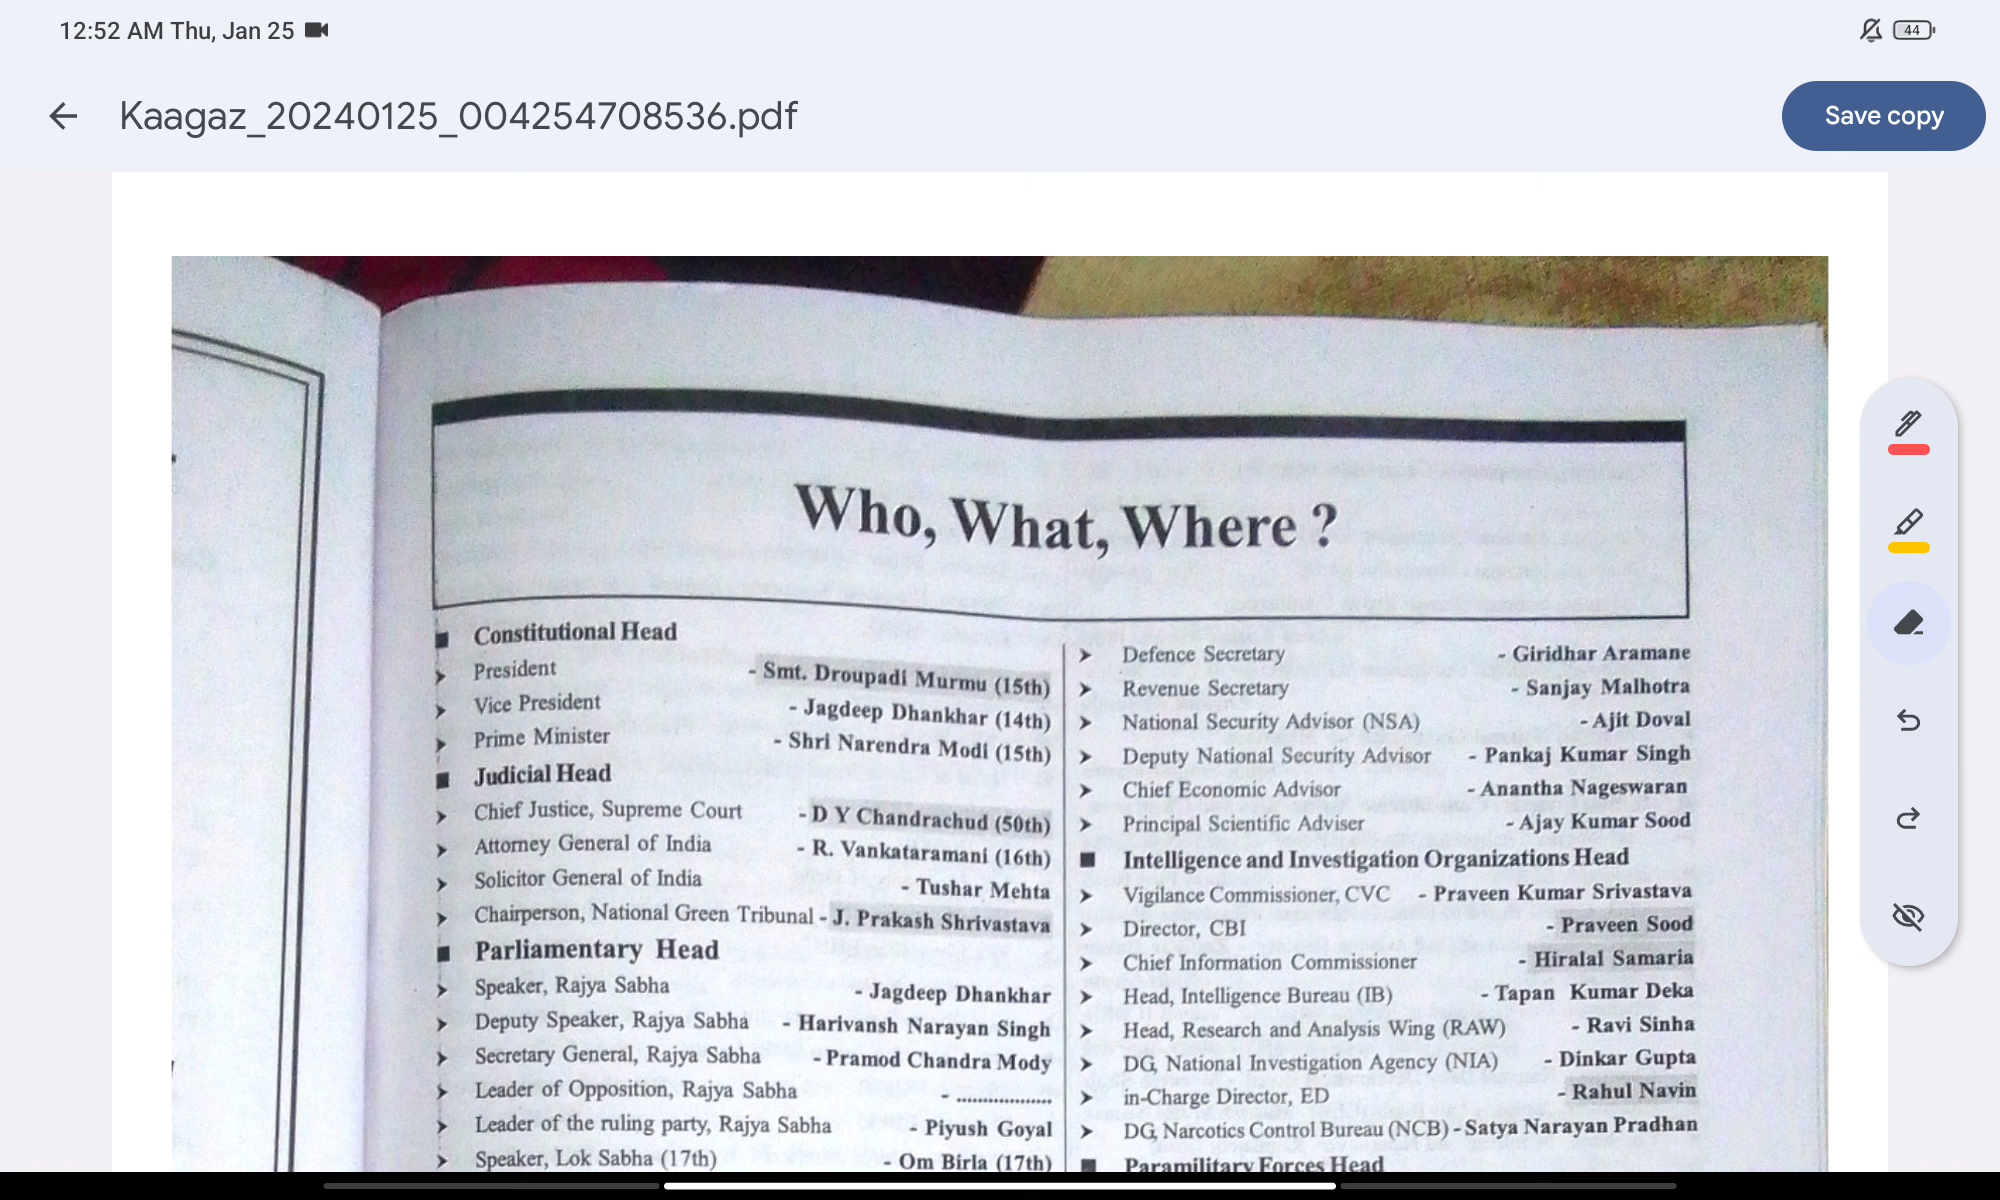 12:52 AM Thu, Jan 25
44
Kaagaz_20240125_004254708536.pdf
Save copy
Who, What, Where ?
Constitutional Head
President - Smt. Droupadi Murmu (15th)
Vice President - Jagdeep Dhankhar (14th)
Prime Minister - Shri Narendra Modi (15th)
Judicial Head
Chief Justice, Supreme Court - D Y Chandrachud (50th)
Attorney General of India - R. Vankataramani (16th)
Solicitor General of India - Tushar Mehta
Chairperson, National Green Tribunal - J. Prakash Shrivastava
Parliamentary Head
Speaker, Rajya Sabha - Jagdeep Dhankhar
Deputy Speaker, Rajya Sabha - Harivansh Narayan Singh
Secretary General, Rajya Sabha - Pramod Chandra Mody
Leader of Opposition, Rajya Sabha - ..................
Leader of the ruling party, Rajya Sabha - Piyush Goyal
Speaker, Lok Sabha (17th) - Om Birla (17th)
Defence Secretary - Giridhar Aramane
Revenue Secretary - Sanjay Malhotra
National Security Advisor (NSA) - Ajit Doval
Deputy National Security Advisor - Pankaj Kumar Singh
Chief Economic Advisor - Anantha Nageswaran
Principal Scientific Adviser - Ajay Kumar Sood
Intelligence and Investigation Organizations Head
Vigilance Commissioner, CVC - Praveen Kumar Srivastava
Director, CBI - Praveen Sood
Chief Information Commissioner - Hiralal Samaria
Head, Intelligence Bureau (IB) - Tapan Kumar Deka
Head, Research and Analysis Wing (RAW) - Ravi Sinha
DG, National Investigation Agency (NIA) - Dinkar Gupta
in-Charge Director, ED - Rahul Navin
DG, Narcotics Control Bureau (NCB) - Satya Narayan Pradhan
Paramilitary Forces Head